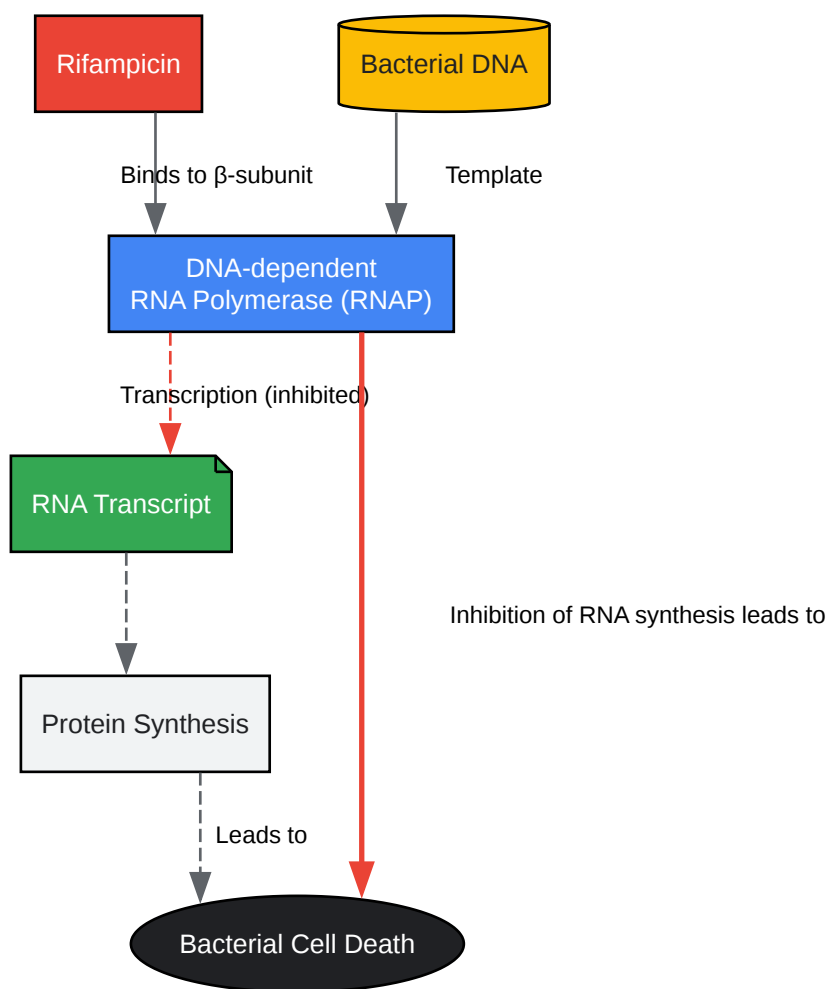 Rifampicin
Bacterial DNA
Binds to β-subunit
Template
DNA-dependent
RNA Polymerase (RNAP)
Transcription (inhibited)
RNA Transcript
Inhibition of RNA synthesis leads to
Protein Synthesis
Leads to
Bacterial Cell Death